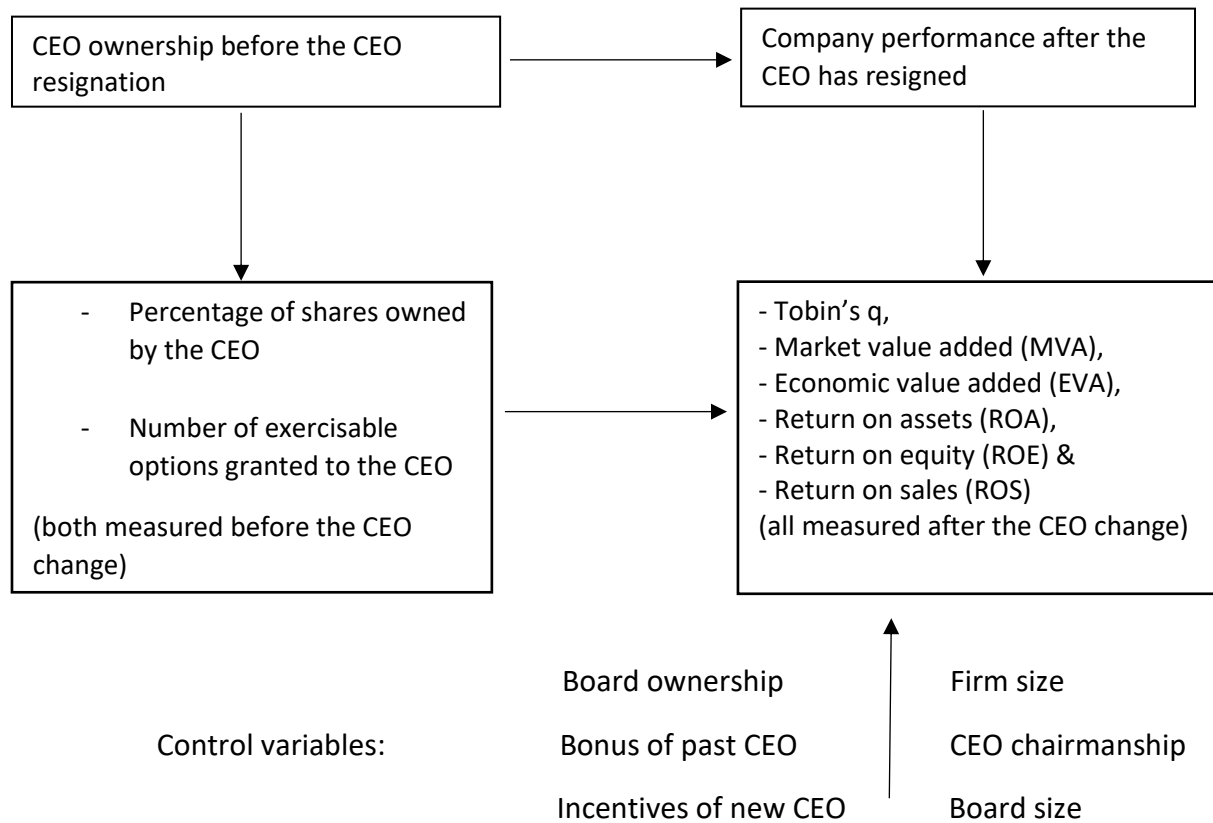 CEO ownership before the CEO
resignation
Company performance after the
CEO has resigned
- Percentage of shares owned
by the CEO
- Number of exercisable
options granted to the CEO
(both measured before the CEO
change)
- Tobin’s q,
- Market value added (MVA),
- Economic value added (EVA),
- Return on assets (ROA),
- Return on equity (ROE) &
- Return on sales (ROS)
(all measured after the CEO change)
Control variables:
Board ownership
Bonus of past CEO
Incentives of new CEO
Firm size
CEO chairmanship
Board size